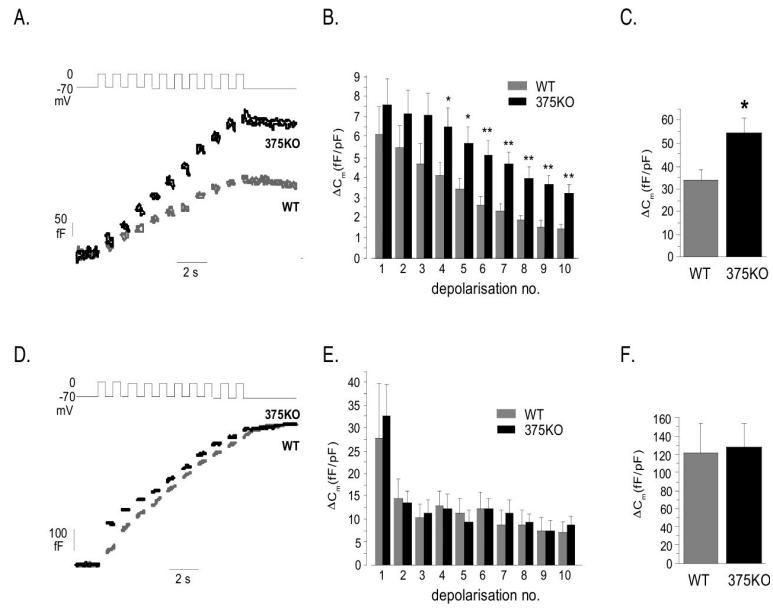 A.
0
-70
mV
375KO
WT
50
fF
2 s
B.
9
8
7
6
5
4
3
2
1
0
ΔCm(fF/pF)
WT
375KO
*
*
**
**
**
**
**
1 2 3 4 5 6 7 8 9 10
depolarisation no.
C.
60
50
40
30
20
10
0
ΔCm(fF/pF)
*
WT 375KO
D.
0
-70
mV
375KO
WT
100
fF
2 s
E.
40
35
30
25
20
15
10
5
0
ΔCm(fF/pF)
WT
375KO
1 2 3 4 5 6 7 8 9 10
depolarisation no.
F.
160
140
120
100
80
60
40
20
0
ΔCm(fF/pF)
WT 375KO